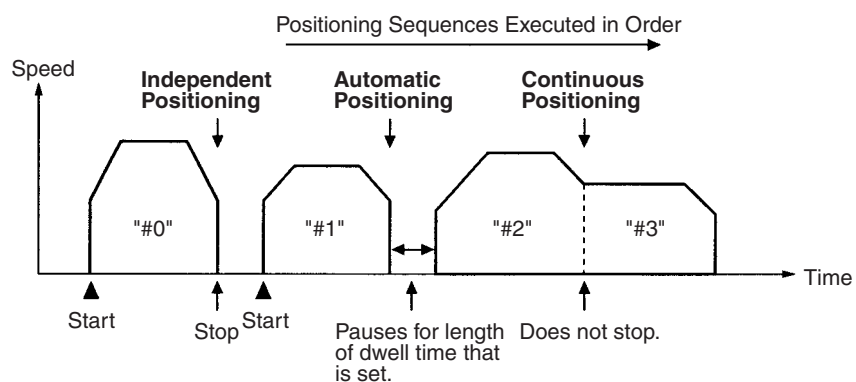 Positioning Sequences Executed in Order
Speed
Independent
Positioning
Automatic
Positioning
Continuous
Positioning
"#0"
"#1"
"#2"
"#3"
Time
Start
Stop
Start
Pauses for length
of dwell time that
is set.
Does not stop.